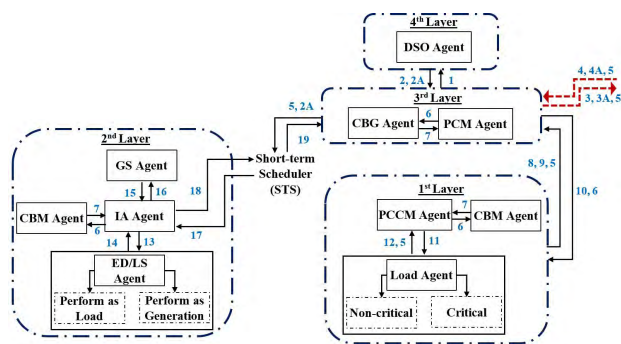 4th Layer
DSO Agent
2, 2A
1
4, 4A, 5
3, 3A, 5
3rd Layer
CBG Agent
6
7
PCM Agent
5, 2A
19
2nd Layer
GS Agent
15
16
18
Short-term
Scheduler
(STS)
8, 9, 5
10, 6
CBM Agent
7
6
IA Agent
17
14
13
ED/LS
Agent
Perform as
Load
Perform as
Generation
1st Layer
PCCM Agent
7
6
CBM Agent
12, 5
11
Load Agent
Non-critical
Critical